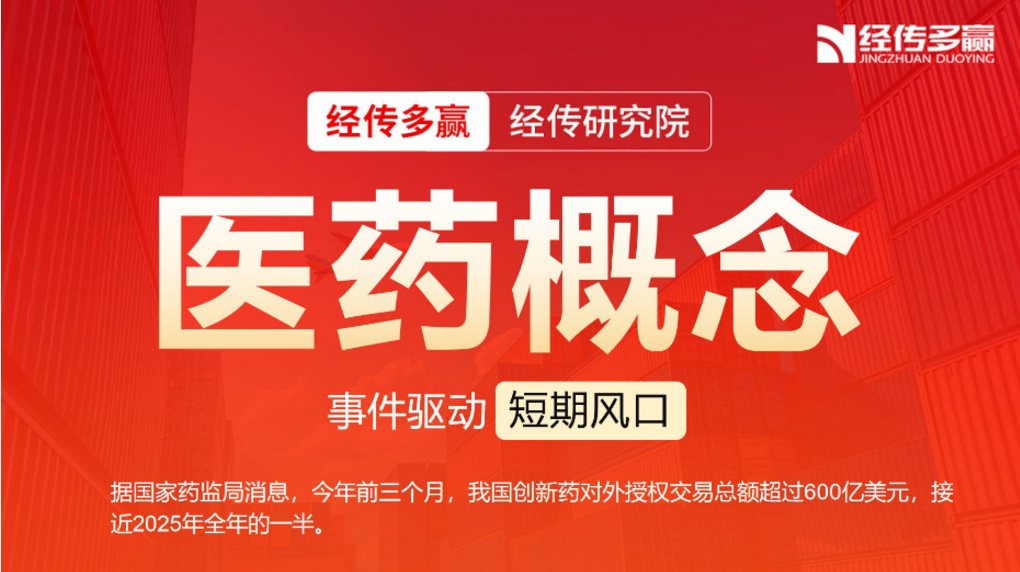 经传多赢
JINGZHUAN DUOYING
经传多赢 经传研究院
医药概念
事件驱动 短期风口
据国家药监局消息，今年前三个月，我国创新药对外授权交易总额超过600亿美元，接
近2025年全年的一半。